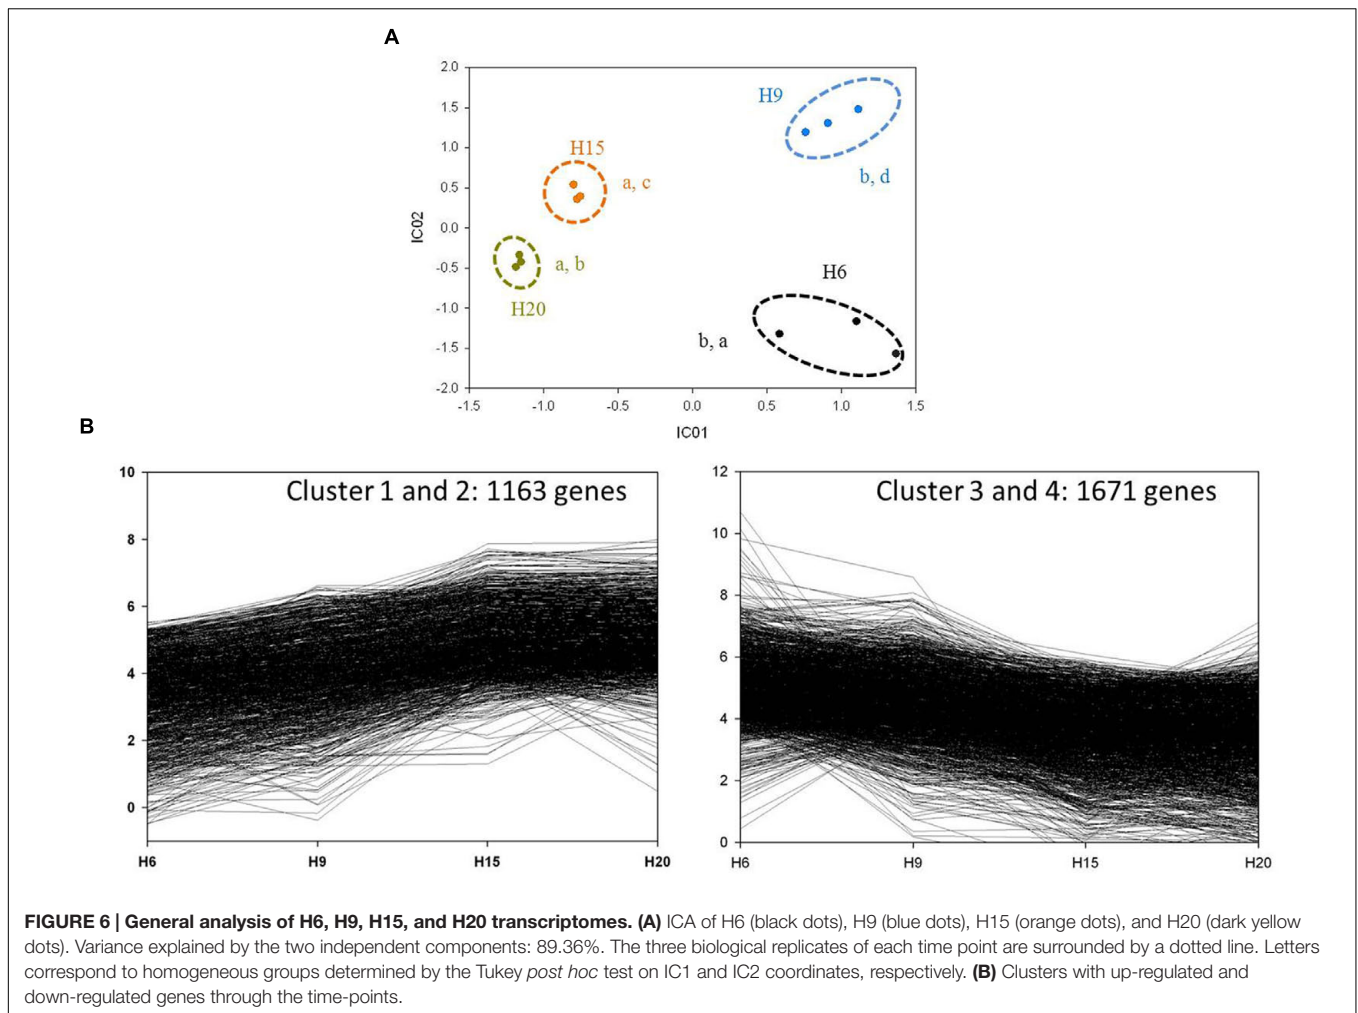 A
2.0
1.5
1.0
0.5
0.0
-0.5
-1.0
-1.5
-2.0
IC02
H9
b, d
H15
a, c
a, b
H20
H6
b, a
-1.5
-1.0
-0.5
0.0
0.5
1.0
1.5
IC01
B
10
8
6
4
2
0
Cluster 1 and 2: 1163 genes
H6
H9
H15
H20
12
10
8
6
4
2
0
Cluster 3 and 4: 1671 genes
H6
H9
H15
H20
FIGURE 6 | General analysis of H6, H9, H15, and H20 transcriptomes. (A) ICA of H6 (black dots), H9 (blue dots), H15 (orange dots), and H20 (dark yellow
dots). Variance explained by the two independent components: 89.36%. The three biological replicates of each time point are surrounded by a dotted line. Letters
correspond to homogeneous groups determined by the Tukey post hoc test on IC1 and IC2 coordinates, respectively. (B) Clusters with up-regulated and
down-regulated genes through the time-points.